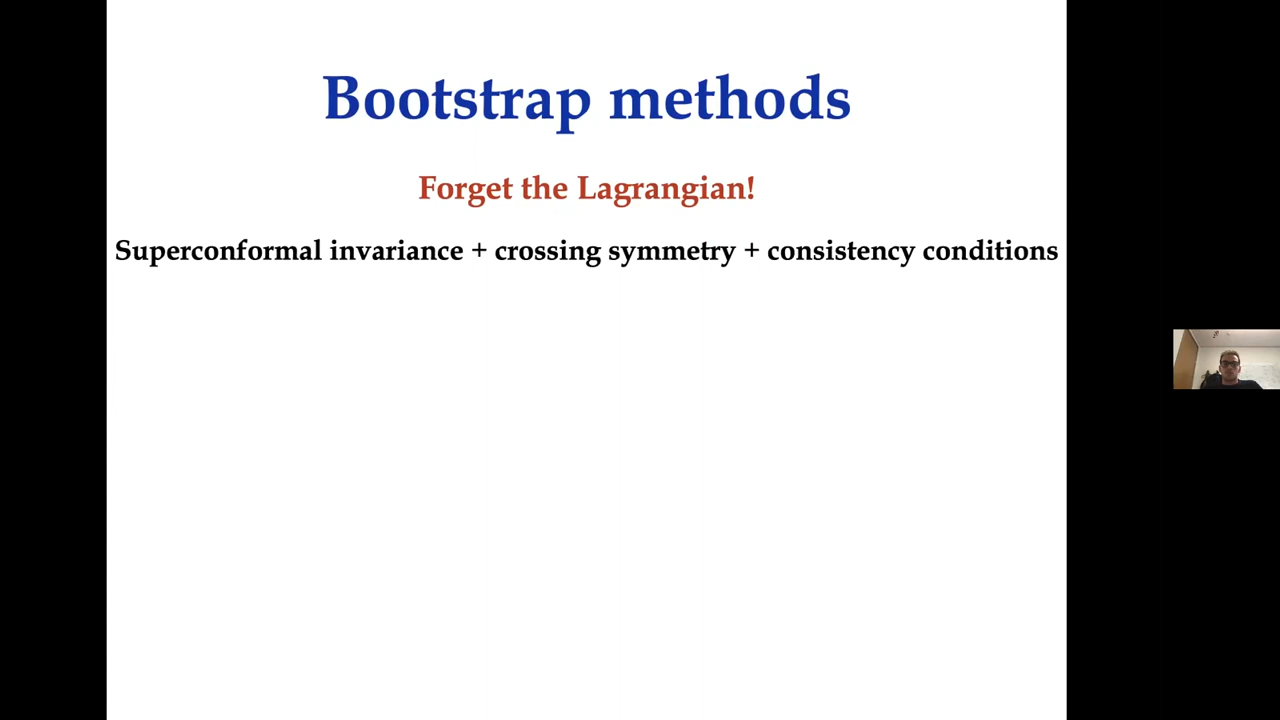 Bootstrap methods
Forget the Lagrangian!
Superconformal invariance + crossing symmetry + consistency conditions